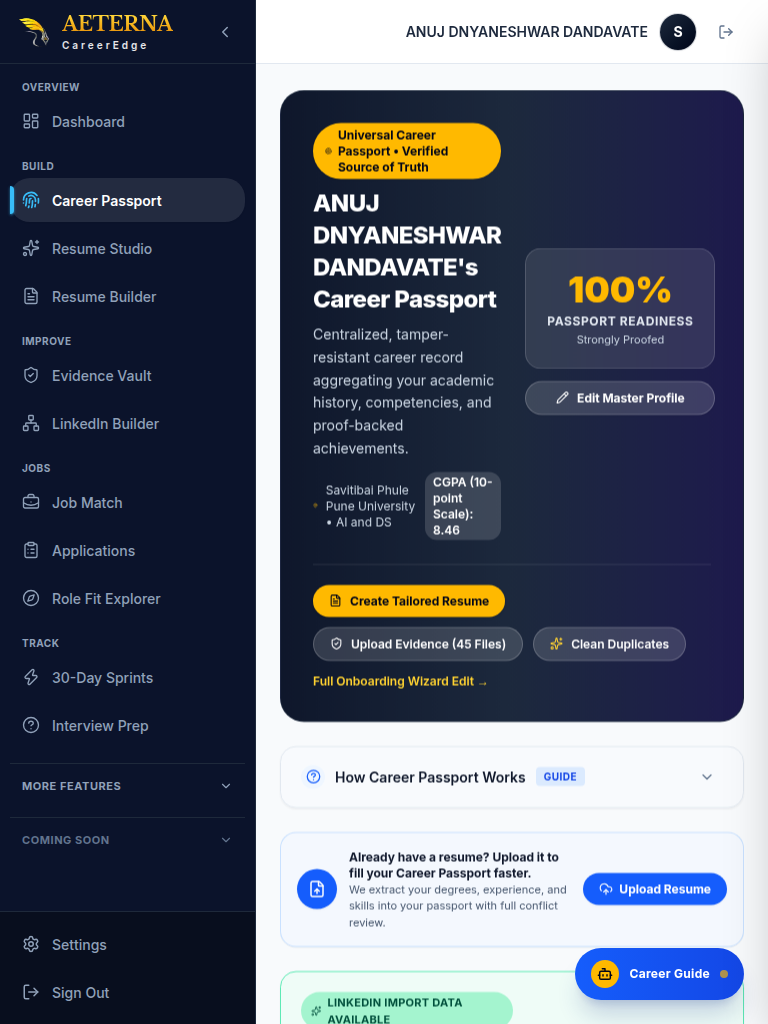 AETERNA
CareerEdge
ANUJ DNYANESHWAR DANDAVATE
S
OVERVIEW
Dashboard
BUILD
Career Passport
Resume Studio
Resume Builder
IMPROVE
Evidence Vault
LinkedIn Builder
JOBS
Job Match
Applications
Role Fit Explorer
TRACK
30-Day Sprints
Interview Prep
MORE FEATURES
COMING SOON
Settings
Sign Out
Universal Career
Passport • Verified
Source of Truth
ANUJ
DNYANESHWAR
DANDAVATE's
Career Passport
Centralized, tamper-
resistant career record
aggregating your academic
history, competencies, and
proof-backed
achievements.
Savitibai Phule
Pune University
• AI and DS
CGPA (10-
point
Scale):
8.46
100%
PASSPORT READINESS
Strongly Proofed
Edit Master Profile
Create Tailored Resume
Upload Evidence (45 Files)
Clean Duplicates
Full Onboarding Wizard Edit →
How Career Passport Works
GUIDE
Already have a resume? Upload it to
fill your Career Passport faster.
We extract your degrees, experience, and
skills into your passport with full conflict
review.
Upload Resume
Career Guide
LINKEDIN IMPORT DATA
AVAILABLE